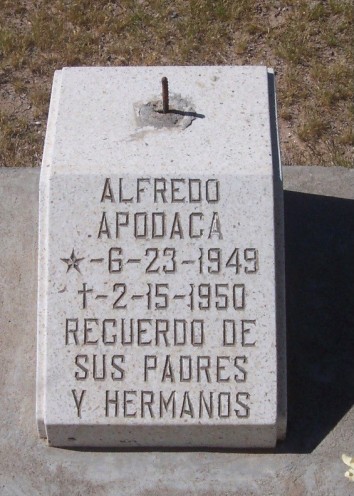 ALFREDO
APODACA
★-6-23-1949
†-2-15-1950
RECUERDO DE
SUS PADRES
Y HERMANOS